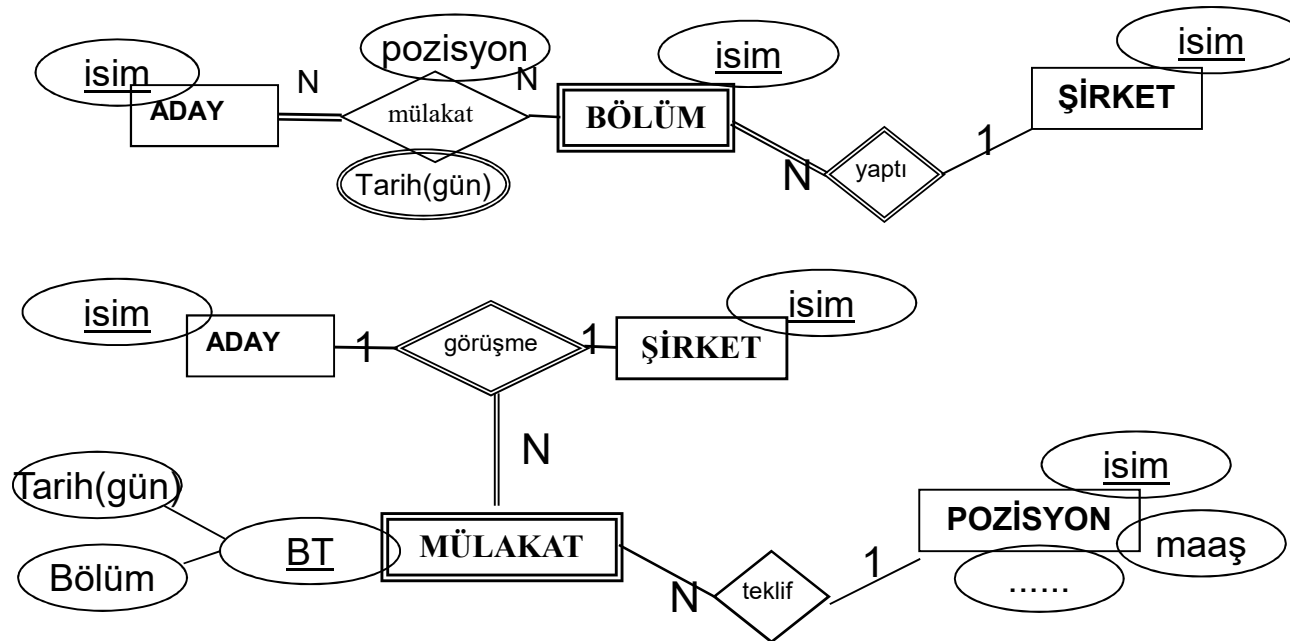 pozisyon
isim
isim
isim
N
N
ADAY
mülakat
BÖLÜM
ŞİRKET
1
Tarih(gün)
N
yaptı
isim
isim
ADAY
1
görüşme
1
ŞİRKET
N
isim
Tarih(gün)
POZİSYON
BT
MÜLAKAT
maaş
Bölüm
1
......
N
teklif